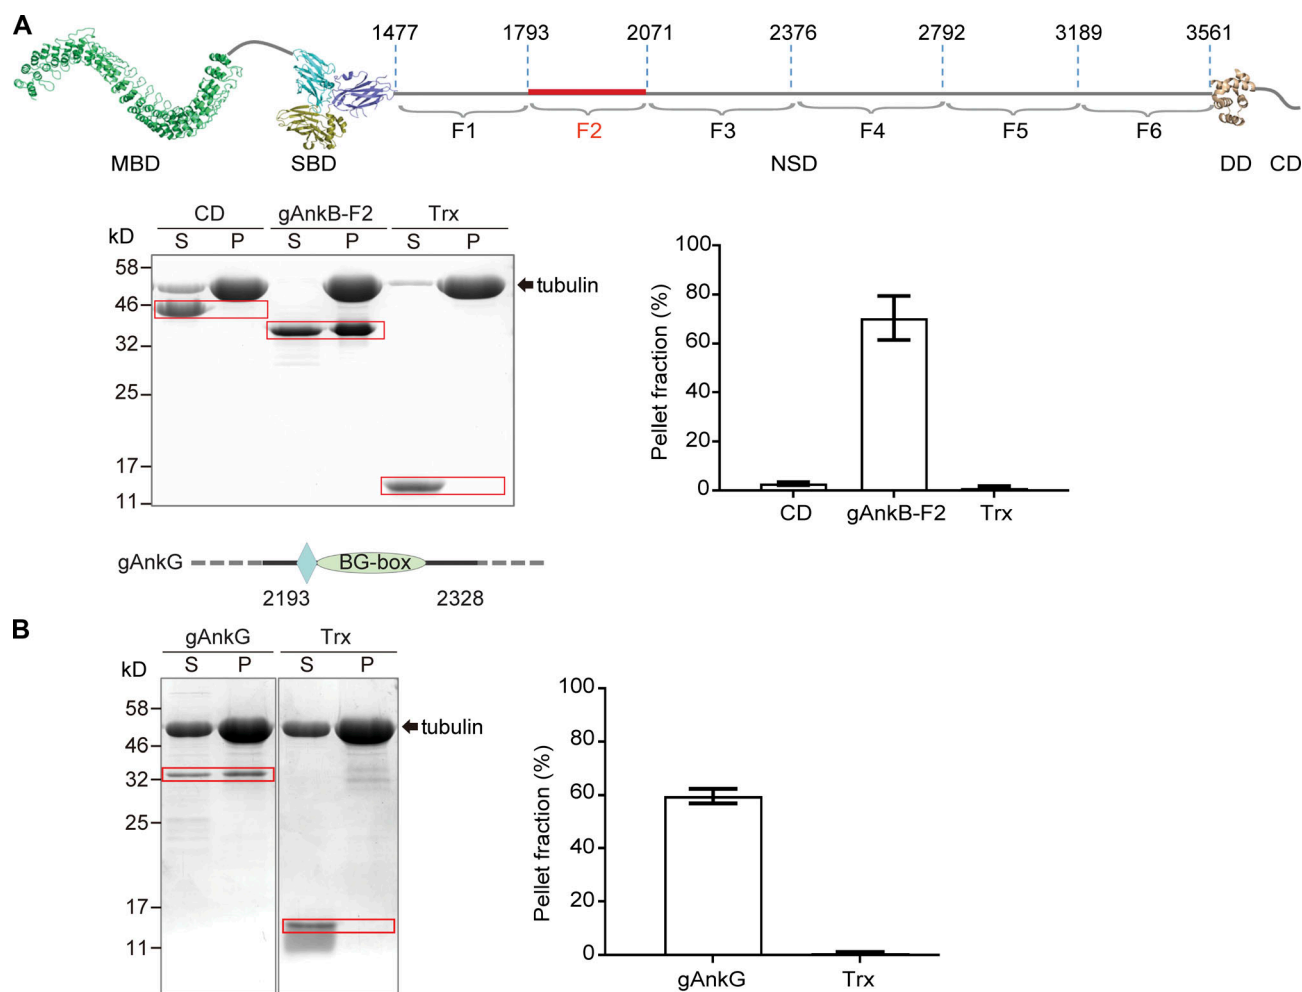 A
1477 1793 2071 2376 2792 3189 3561
F1 F2 F3 F4 F5 F6
MBD SBD NSD DD CD
CD gAnkB-F2 Trx
kD S P S P S P
58
46
32
25
17
11
tubulin
Pellet fraction (%)
100
80
60
40
20
0
CD gAnkB-F2 Trx
gAnkG BG-box
2193 2328
B
gAnkG Trx
kD S P S P
58
46
32
25
17
11
tubulin
Pellet fraction (%)
100
80
60
40
20
0
gAnkG Trx